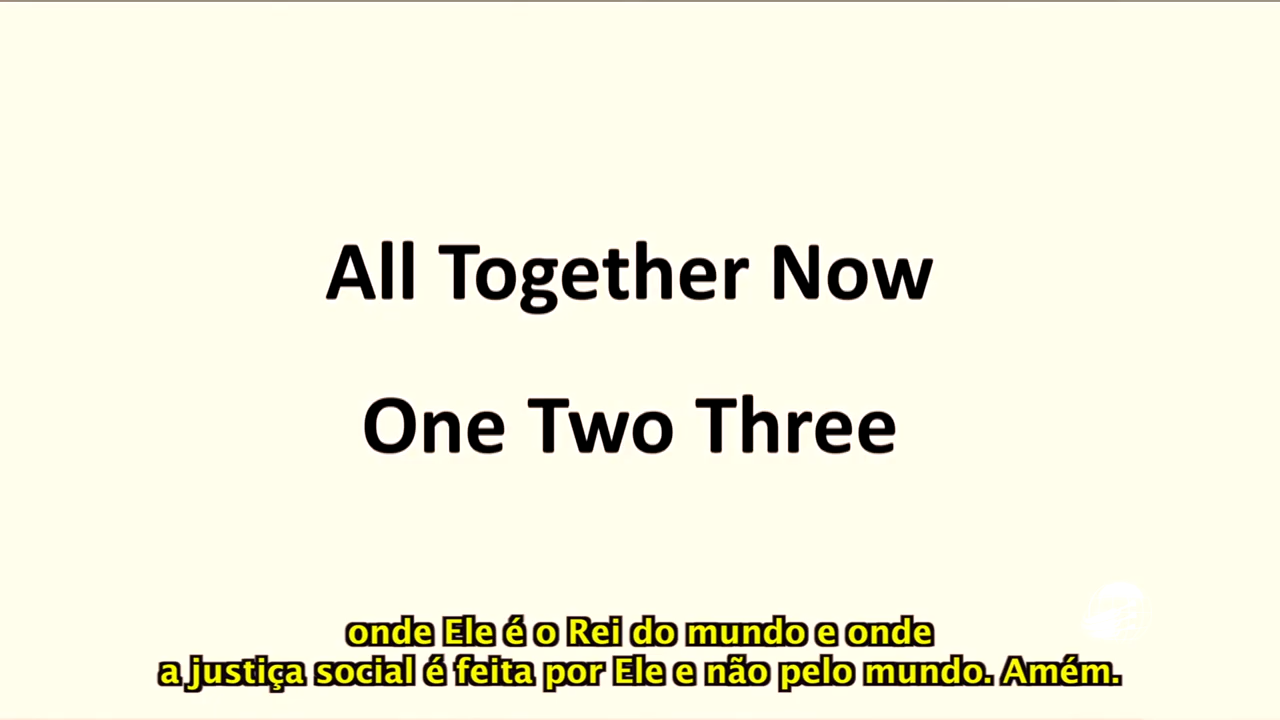 All Together Now
One Two Three
onde Ele é o Rei do mundo e onde
a justiça social é feita por Ele e não pelo mundo. Amém.